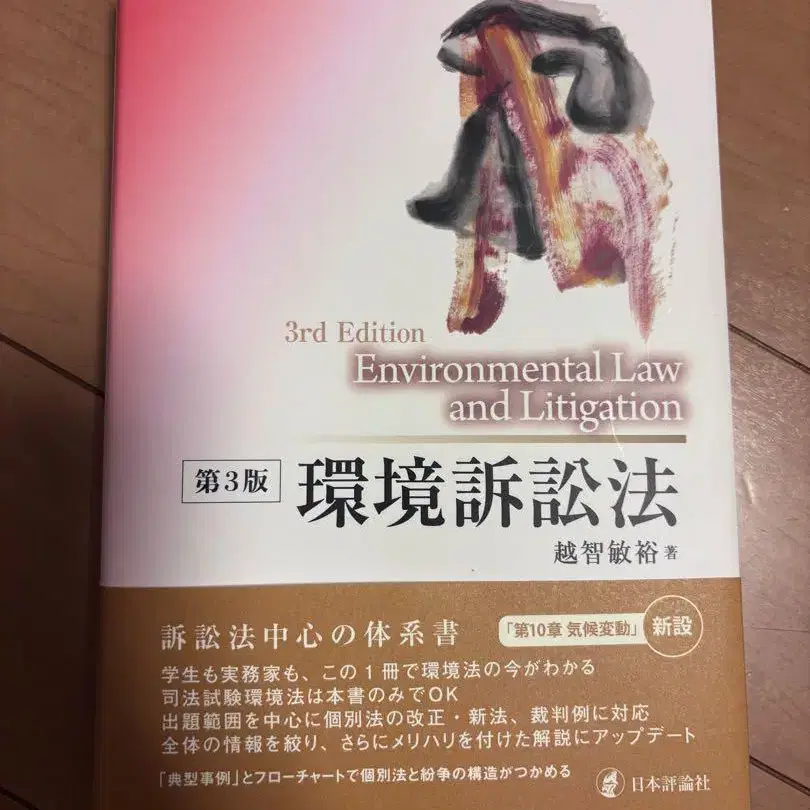 3rd Edition
Environmental Law
and Litigation
第3版
環境訴訟法
越智敏裕 著
訴訟法中心の体系書
「第10章 気候変動」 新設
学生も実務家も、この1冊で環境法の今がわかる
司法試験環境法は本書のみでOK
出題範囲を中心に個別法の改正・新法、裁判例に対応
全体の情報を絞り、さらにメリハリを付けた解説にアップデート
「典型事例」とフローチャートで個別法と紛争の構造がつかめる
日本評論社